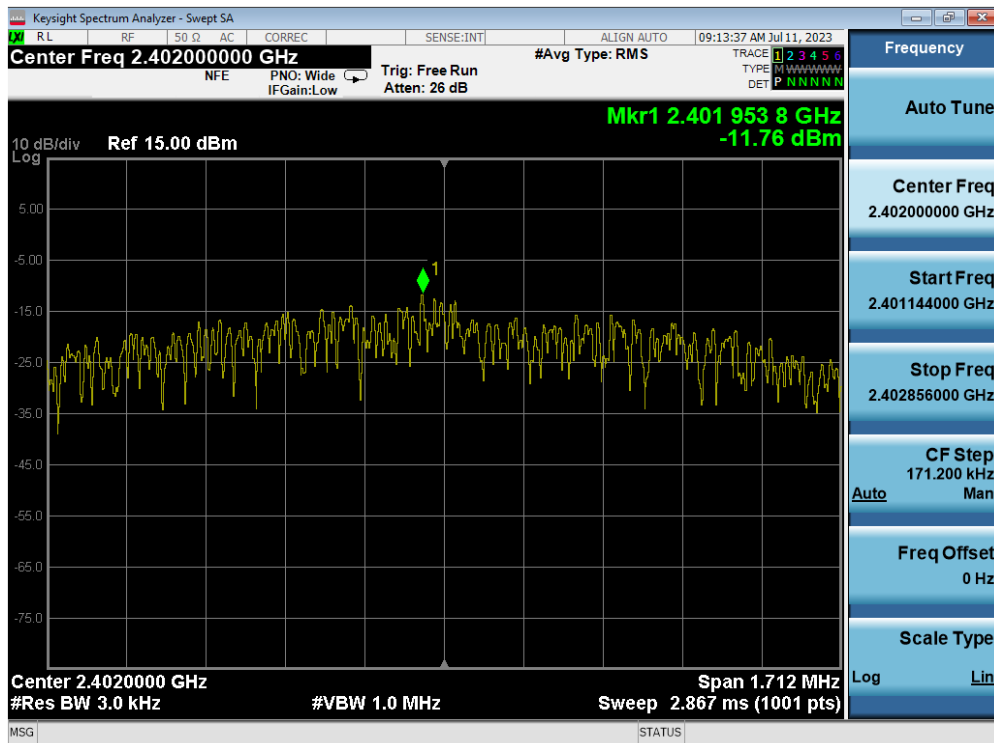 Keysight Spectrum Analyzer - Swept SA
LXI RL RF 50 Ω AC CORREC SENSE:INT ALIGN AUTO 09:13:37 AM Jul 11, 2023
Center Freq 2.402000000 GHz
NFE
PNO: Wide
IFGain:Low
Trig: Free Run
Atten: 26 dB
#Avg Type: RMS
TRACE 1 2 3 4 5 6
TYPE M W W W W W
DET P N N N N N
Mkr1 2.401 953 8 GHz
-11.76 dBm
10 dB/div
Log
Ref 15.00 dBm
5.00
-5.00
1
-15.0
-25.0
-35.0
-45.0
-55.0
-65.0
-75.0
Center 2.4020000 GHz
Span 1.712 MHz
#Res BW 3.0 kHz
#VBW 1.0 MHz
Sweep 2.867 ms (1001 pts)
MSG
STATUS
Frequency
Auto Tune
Center Freq
2.402000000 GHz
Start Freq
2.401144000 GHz
Stop Freq
2.402856000 GHz
CF Step
171.200 kHz
Auto Man
Freq Offset
0 Hz
Scale Type
Log Lin